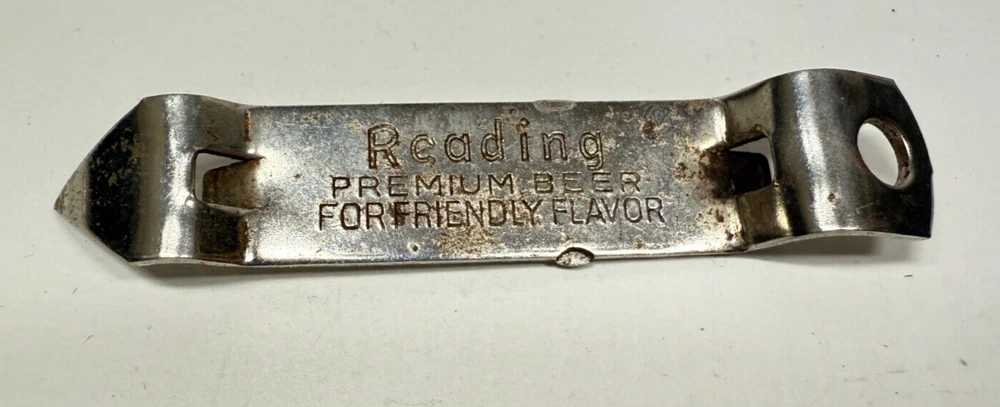 Reading
PREMIUM BEER
FOR FRIENDLY FLAVOR